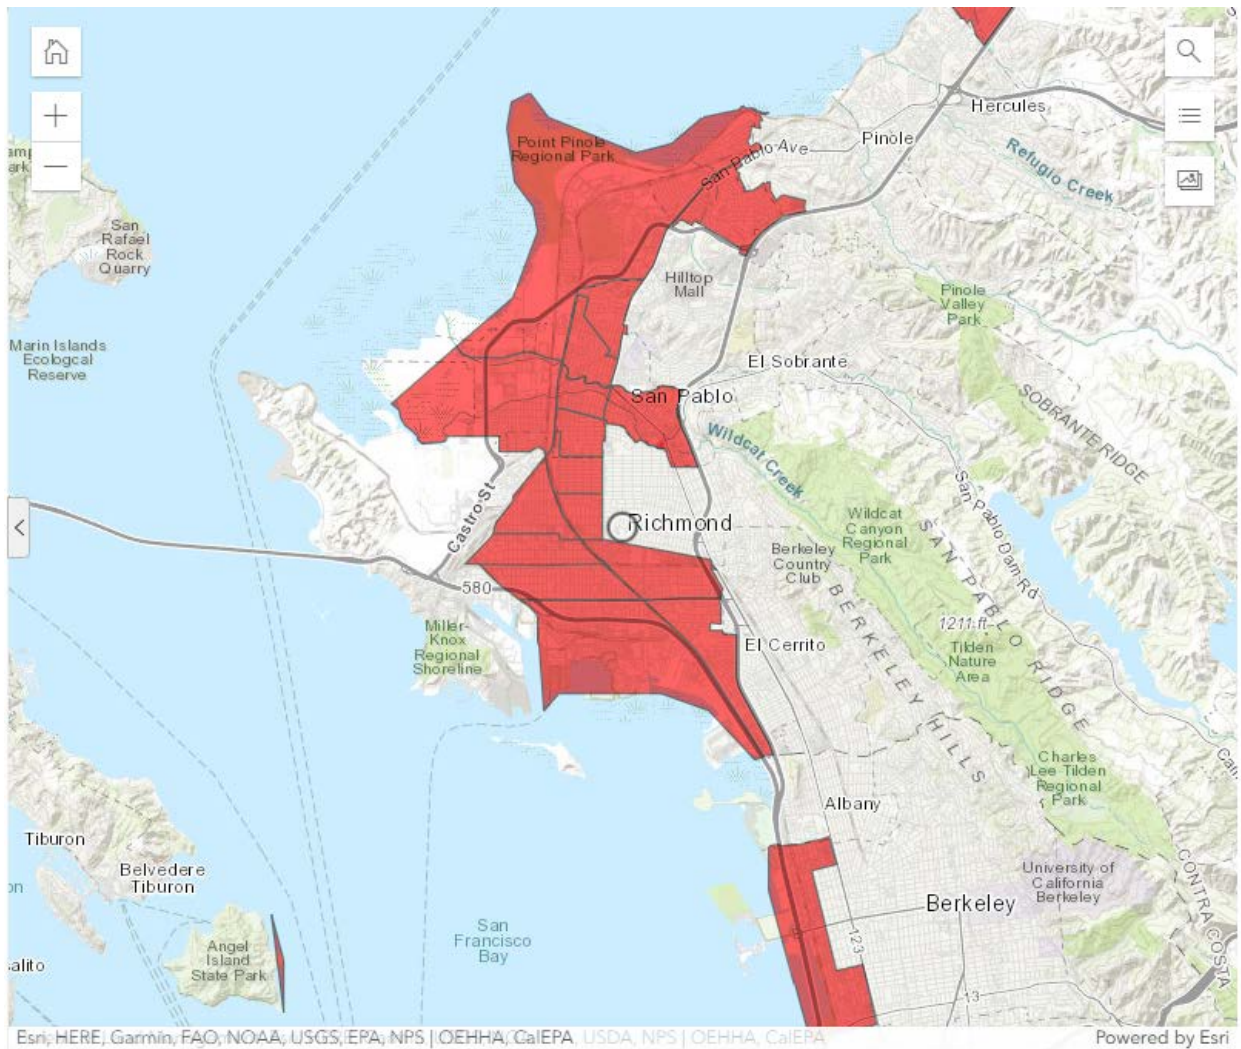 Hercules
Pinole
Refugio Creek
Point Pinole
Regional Park
San Pablo Ave
San
Rafael
Rock
Quarry
Hilltop
Mall
Pinole
Valley
Park
Marin Islands
Ecologcal
Reserve
El Sobrante
San Pablo
SOBRANTE RIDGE
Wildcat Creek
San Pablo Dam Rd
Castro St
Richmond
Wildcat
Canyon
Regional
Park
Berkeley
Country
Club
SAN PABLO RIDGE
BERKELEY HILLS
580
1211 ft
Miller-
Knox
Regional
Shoreline
El Cerrito
Tilden
Nature
Area
Charles
Lee Tilden
Regional
Park
Albany
Tiburon
Belvedere
Tiburon
University of
California
Berkeley
CONTRA COSTA
Berkeley
San
Francisco
Bay
Angel
Island
State Park
alito
123
13
Esri, HERE, Garmin, FAO, NOAA, USGS, EPA, NPS | OEHHA, CalEPA USDA, NPS | OEHHA, CalEPA
Powered by Esri